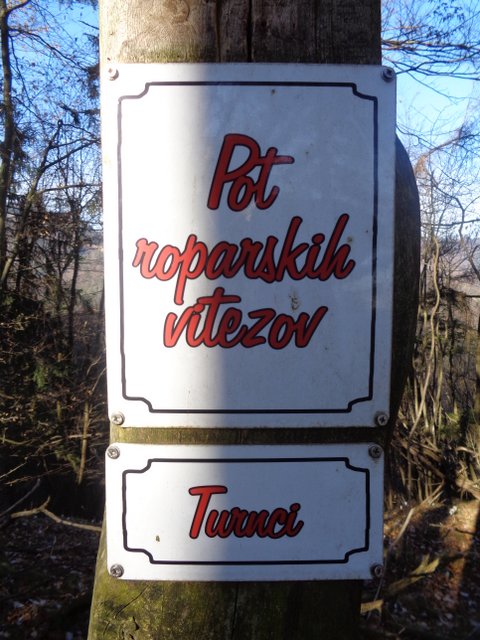 Pot
roparskih
vitezov
Turnci